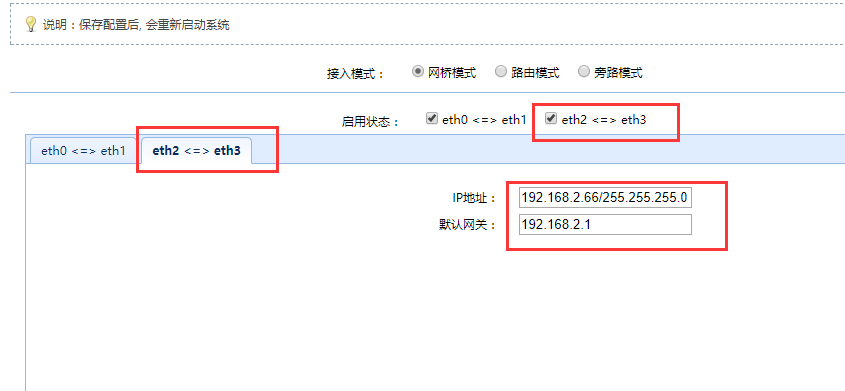 说明：保存配置后, 会重新启动系统
接入模式： 网桥模式 路由模式 旁路模式
启用状态： eth0 <=> eth1 eth2 <=> eth3
eth0 <=> eth1 eth2 <=> eth3
IP地址： 192.168.2.66/255.255.255.0
默认网关： 192.168.2.1